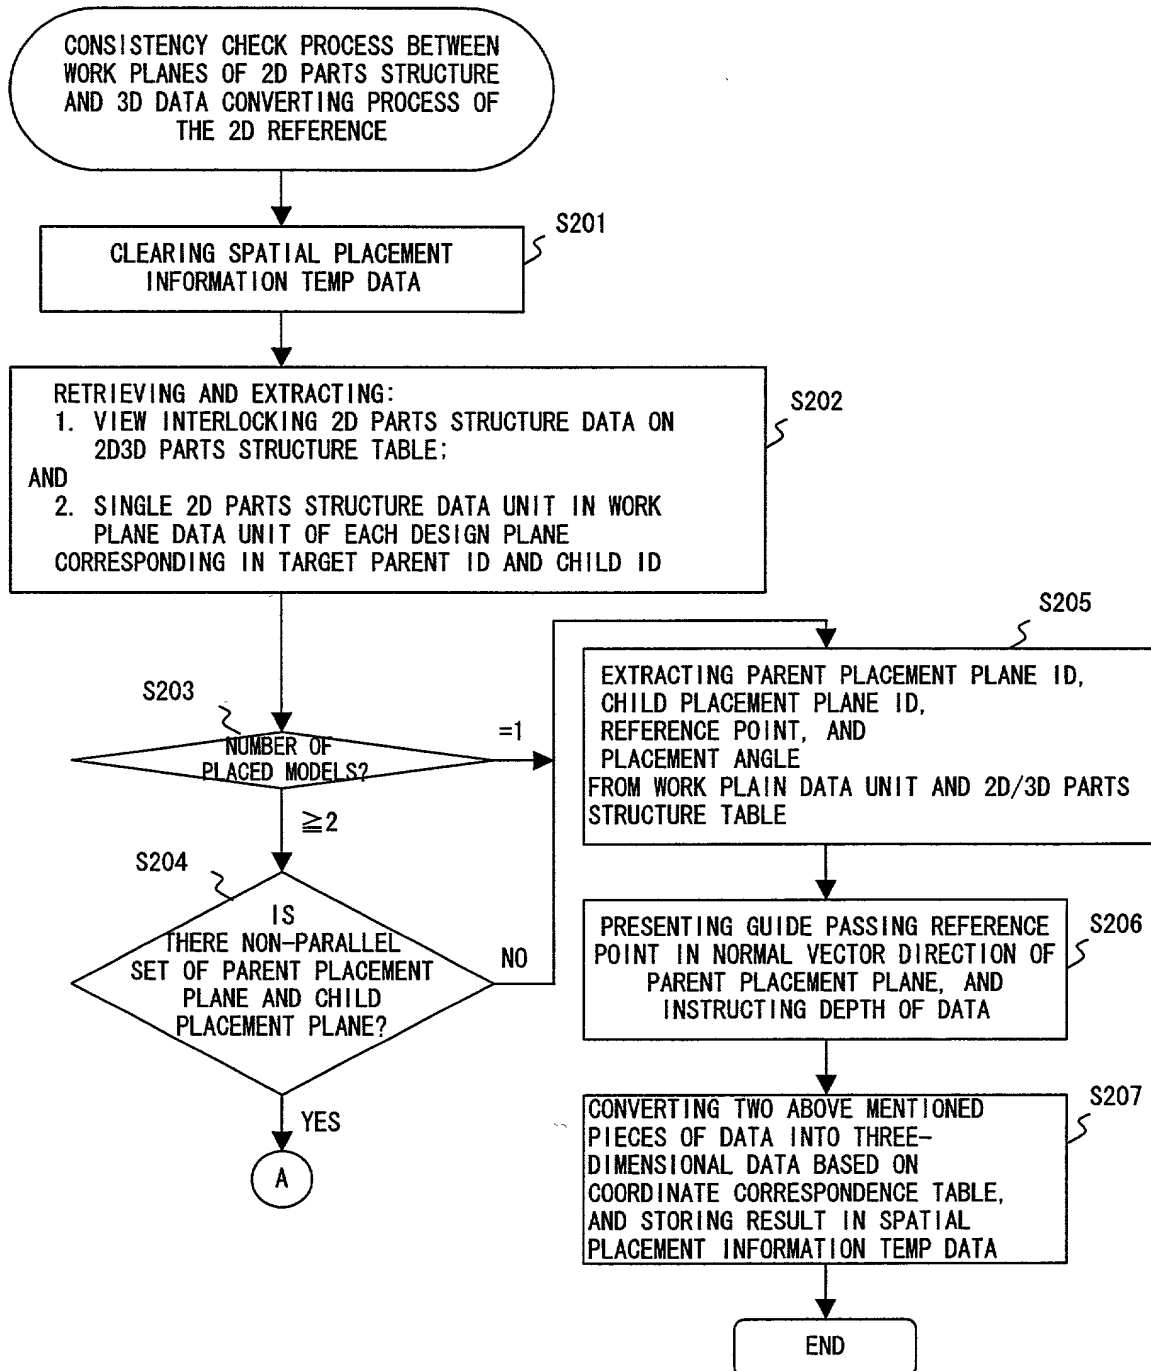 CONSISTENCY CHECK PROCESS BETWEEN
WORK PLANES OF 2D PARTS STRUCTURE
AND 3D DATA CONVERTING PROCESS OF
THE 2D REFERENCE
S201
CLEARING SPATIAL PLACEMENT
INFORMATION TEMP DATA
S202
RETRIEVING AND EXTRACTING:
1. VIEW INTERLOCKING 2D PARTS STRUCTURE DATA ON
2D3D PARTS STRUCTURE TABLE;
AND
2. SINGLE 2D PARTS STRUCTURE DATA UNIT IN WORK
PLANE DATA UNIT OF EACH DESIGN PLANE
CORRESPONDING IN TARGET PARENT ID AND CHILD ID
S203
NUMBER OF
PLACED MODELS?
=1
≧2
S204
IS
THERE NON-PARALLEL
SET OF PARENT PLACEMENT
PLANE AND CHILD
PLACEMENT PLANE?
NO
YES
A
S205
EXTRACTING PARENT PLACEMENT PLANE ID,
CHILD PLACEMENT PLANE ID,
REFERENCE POINT, AND
PLACEMENT ANGLE
FROM WORK PLAIN DATA UNIT AND 2D/3D PARTS
STRUCTURE TABLE
S206
PRESENTING GUIDE PASSING REFERENCE
POINT IN NORMAL VECTOR DIRECTION OF
PARENT PLACEMENT PLANE, AND
INSTRUCTING DEPTH OF DATA
S207
CONVERTING TWO ABOVE MENTIONED
PIECES OF DATA INTO THREE-
DIMENSIONAL DATA BASED ON
COORDINATE CORRESPONDENCE TABLE,
AND STORING RESULT IN SPATIAL
PLACEMENT INFORMATION TEMP DATA
END